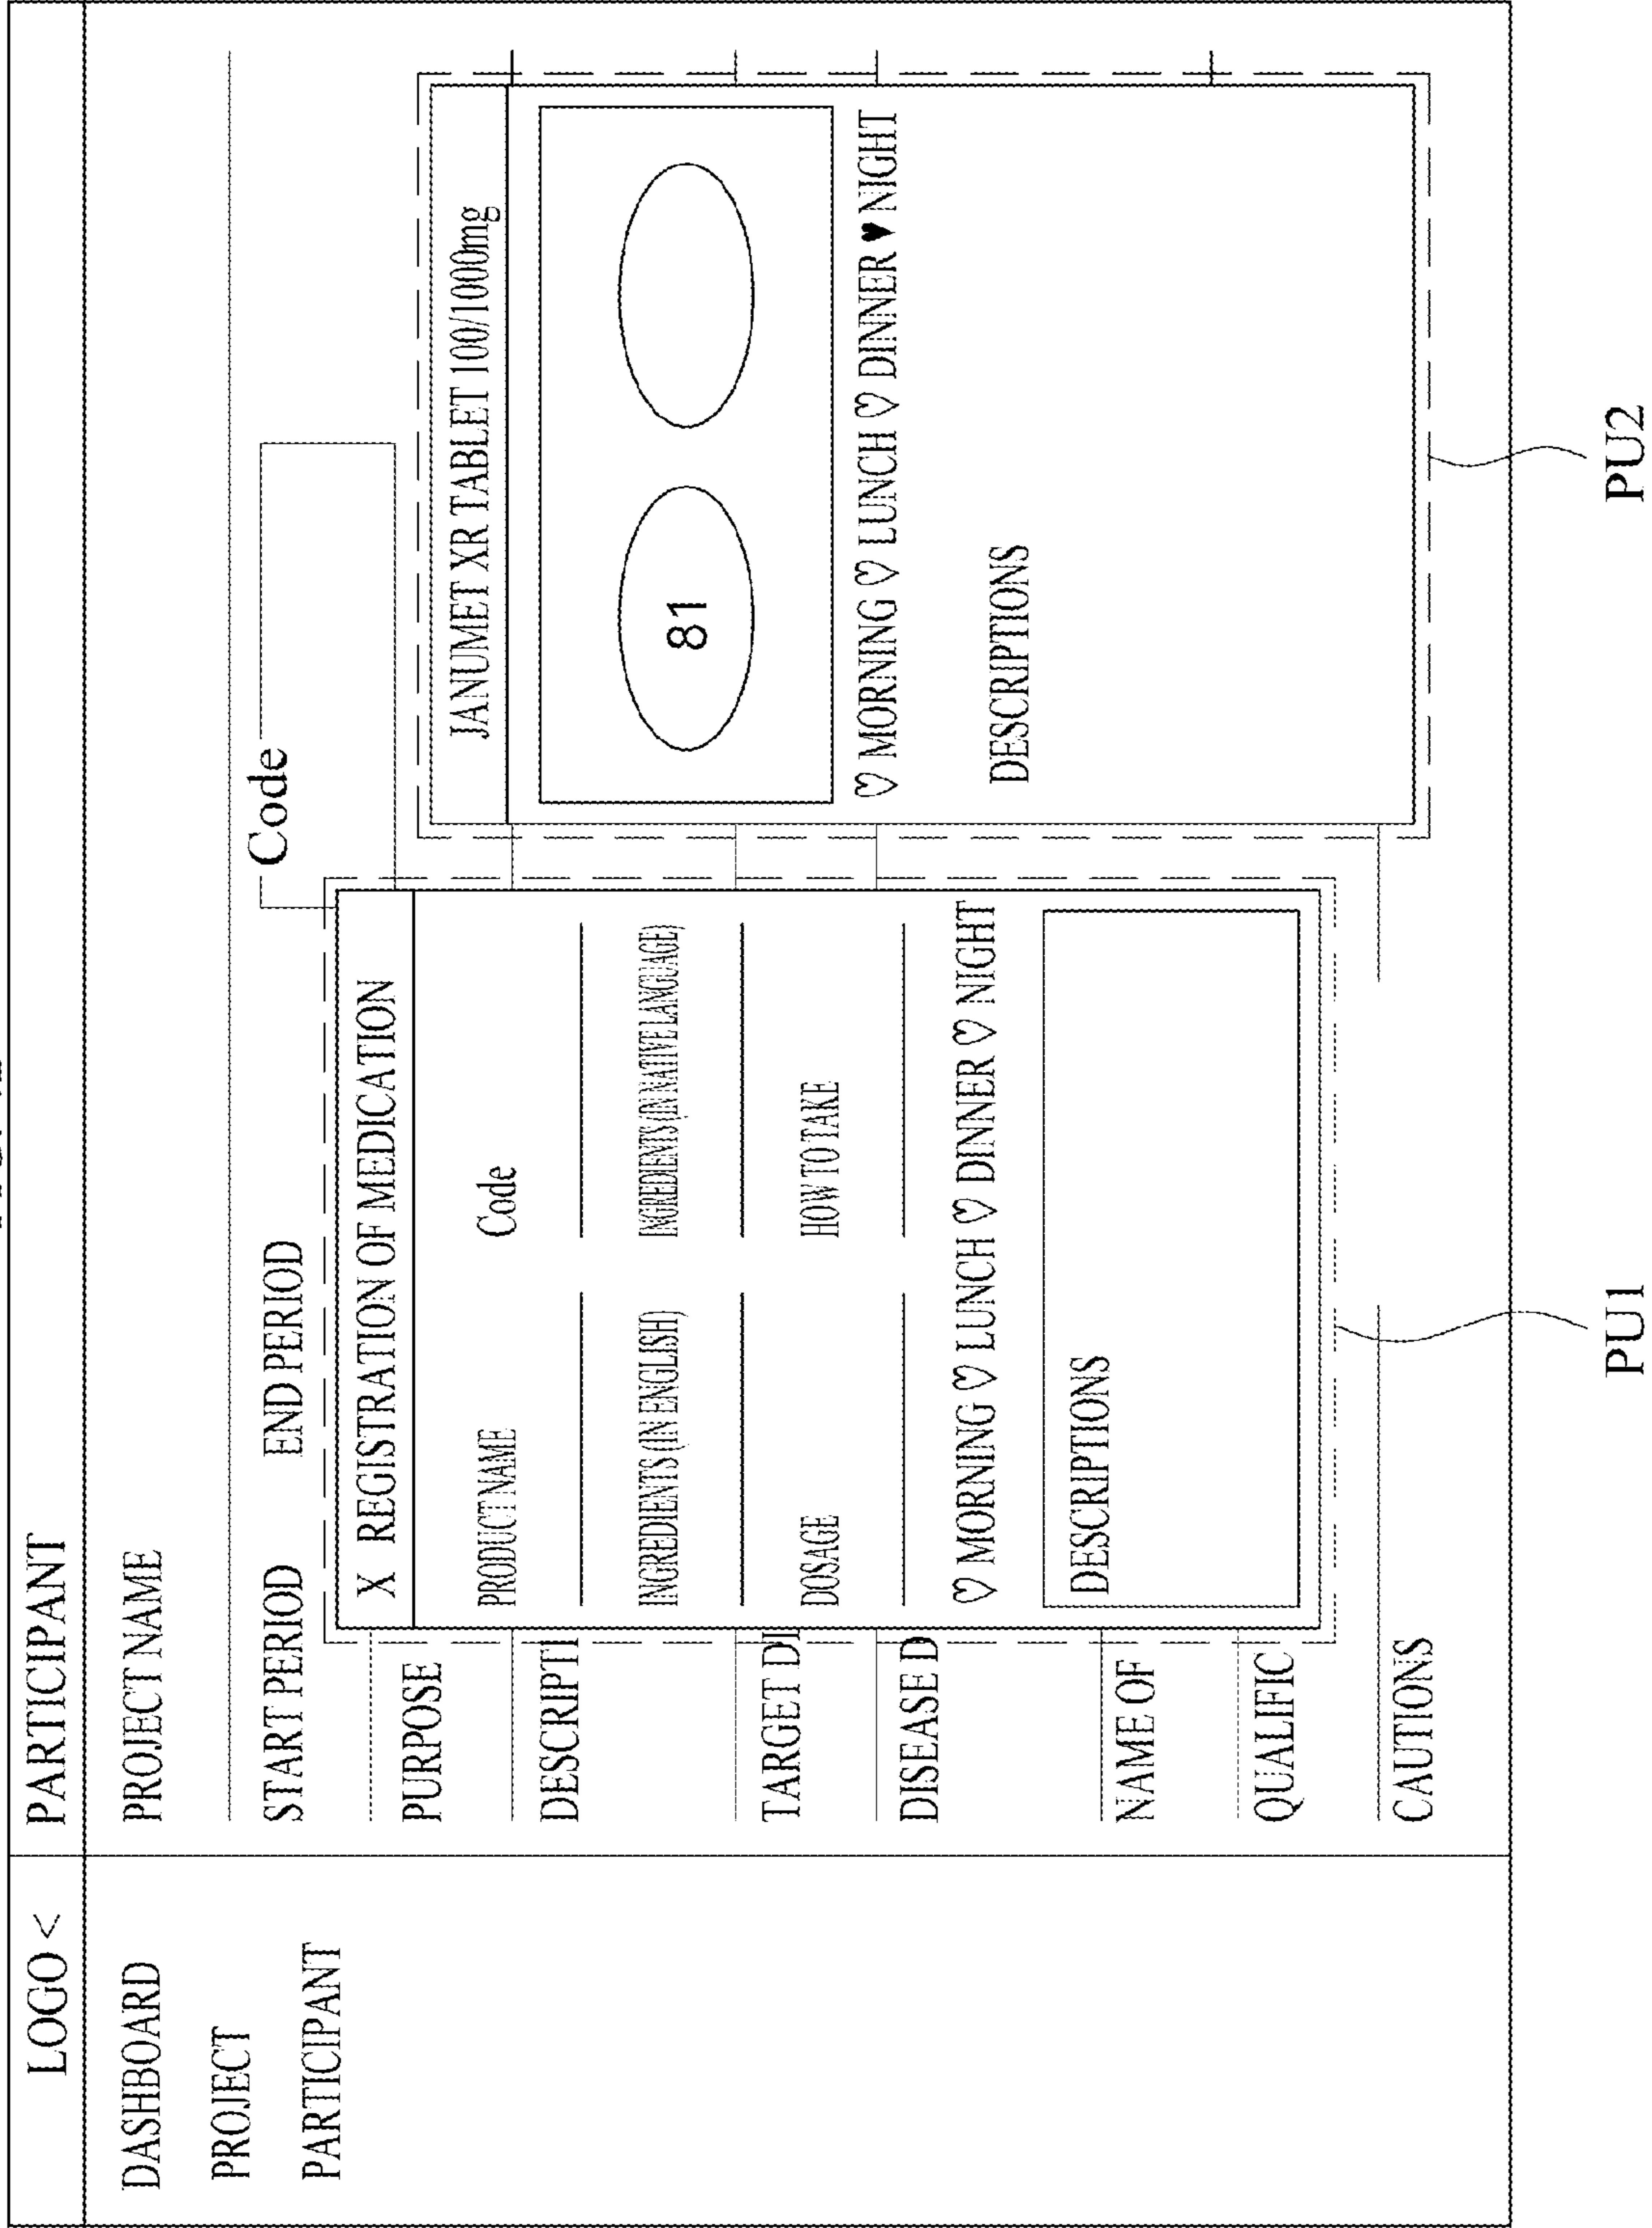 LOGO <
PARTICIPANT
DASHBOARD
PROJECT
PARTICIPANT
PROJECT NAME
START PERIOD END PERIOD
Code
PURPOSE
DESCRIPTI
TARGET DI
DISEASE D
NAME OF
QUALIFIC
CAUTIONS
X REGISTRATION OF MEDICATION
PRODUCT NAME Code
INGREDIENTS (IN ENGLISH) INGREDIENTS (IN NATIVE LANGUAGE)
DOSAGE HOW TO TAKE
♡ MORNING ♡ LUNCH ♡ DINNER ♡ NIGHT
DESCRIPTIONS
JANUMET XR TABLET 100/1000mg
81
♡ MORNING ♡ LUNCH ♡ DINNER ♥ NIGHT
DESCRIPTIONS
PU1
PU2